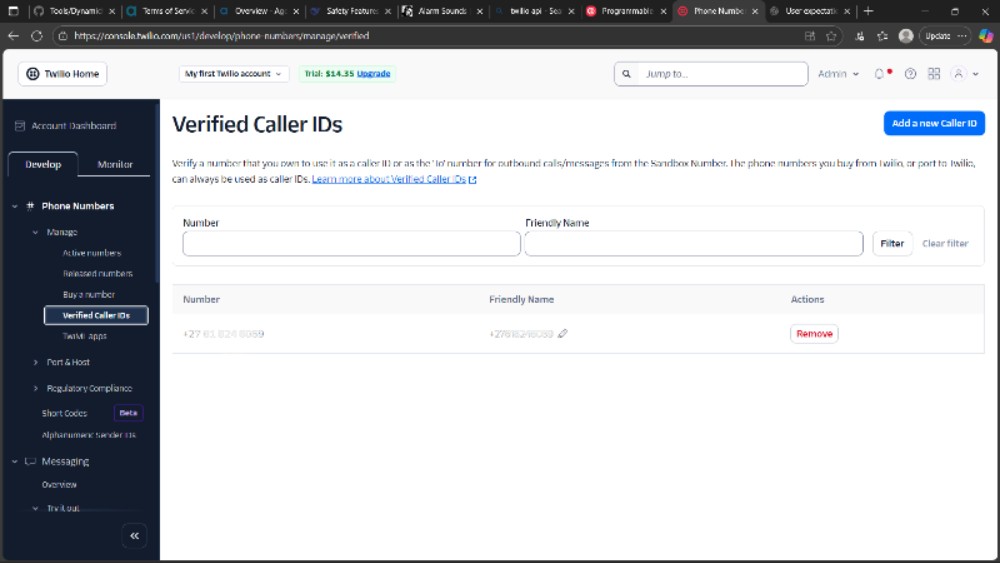 Tools/Dynami
Terms of Servic
Overview - Ag
Safety Feature
Alarm Sounds
twilio api - Sea
Programmable
Phone Numbe
User expectati
https://console.twilio.com/us1/develop/phone-numbers/manage/verified
Update
Twilio Home
My first Twilio account
Trial: $14.35 Upgrade
Jump to...
Admin
Account Dashboard
Develop
Monitor
# Phone Numbers
Manage
Active numbers
Released numbers
Buy a number
Verified Caller IDs
TwiML apps
Port & Host
Regulatory Compliance
Short Codes
Beta
Alphanumeric Sender IDs
Messaging
Overview
Try it out
Verified Caller IDs
Add a new Caller ID
Verify a number that you own to use it as a caller ID or as the 'To' number for outbound calls/messages from the Sandbox Number. The phone numbers you buy from Twilio, or port to Twilio,
can always be used as caller IDs. Learn more about Verified Caller IDs
Number
Friendly Name
Filter
Clear filter
Number
Friendly Name
Actions
+27
Remove